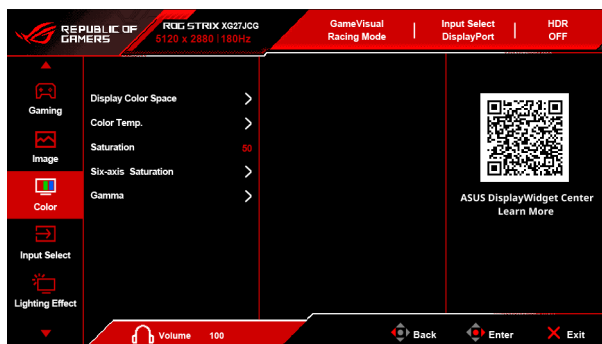 REPUBLIC OF
GAMERS
ROG STRIX XG27JCG
5120 x 2880 | 180Hz
GameVisual
Racing Mode
Input Select
DisplayPort
HDR
OFF
Gaming
Image
Color
Input Select
Lighting Effect
Display Color Space
Color Temp.
Saturation 50
Six-axis Saturation
Gamma
ASUS DisplayWidget Center
Learn More
Volume 100
Back
Enter
Exit